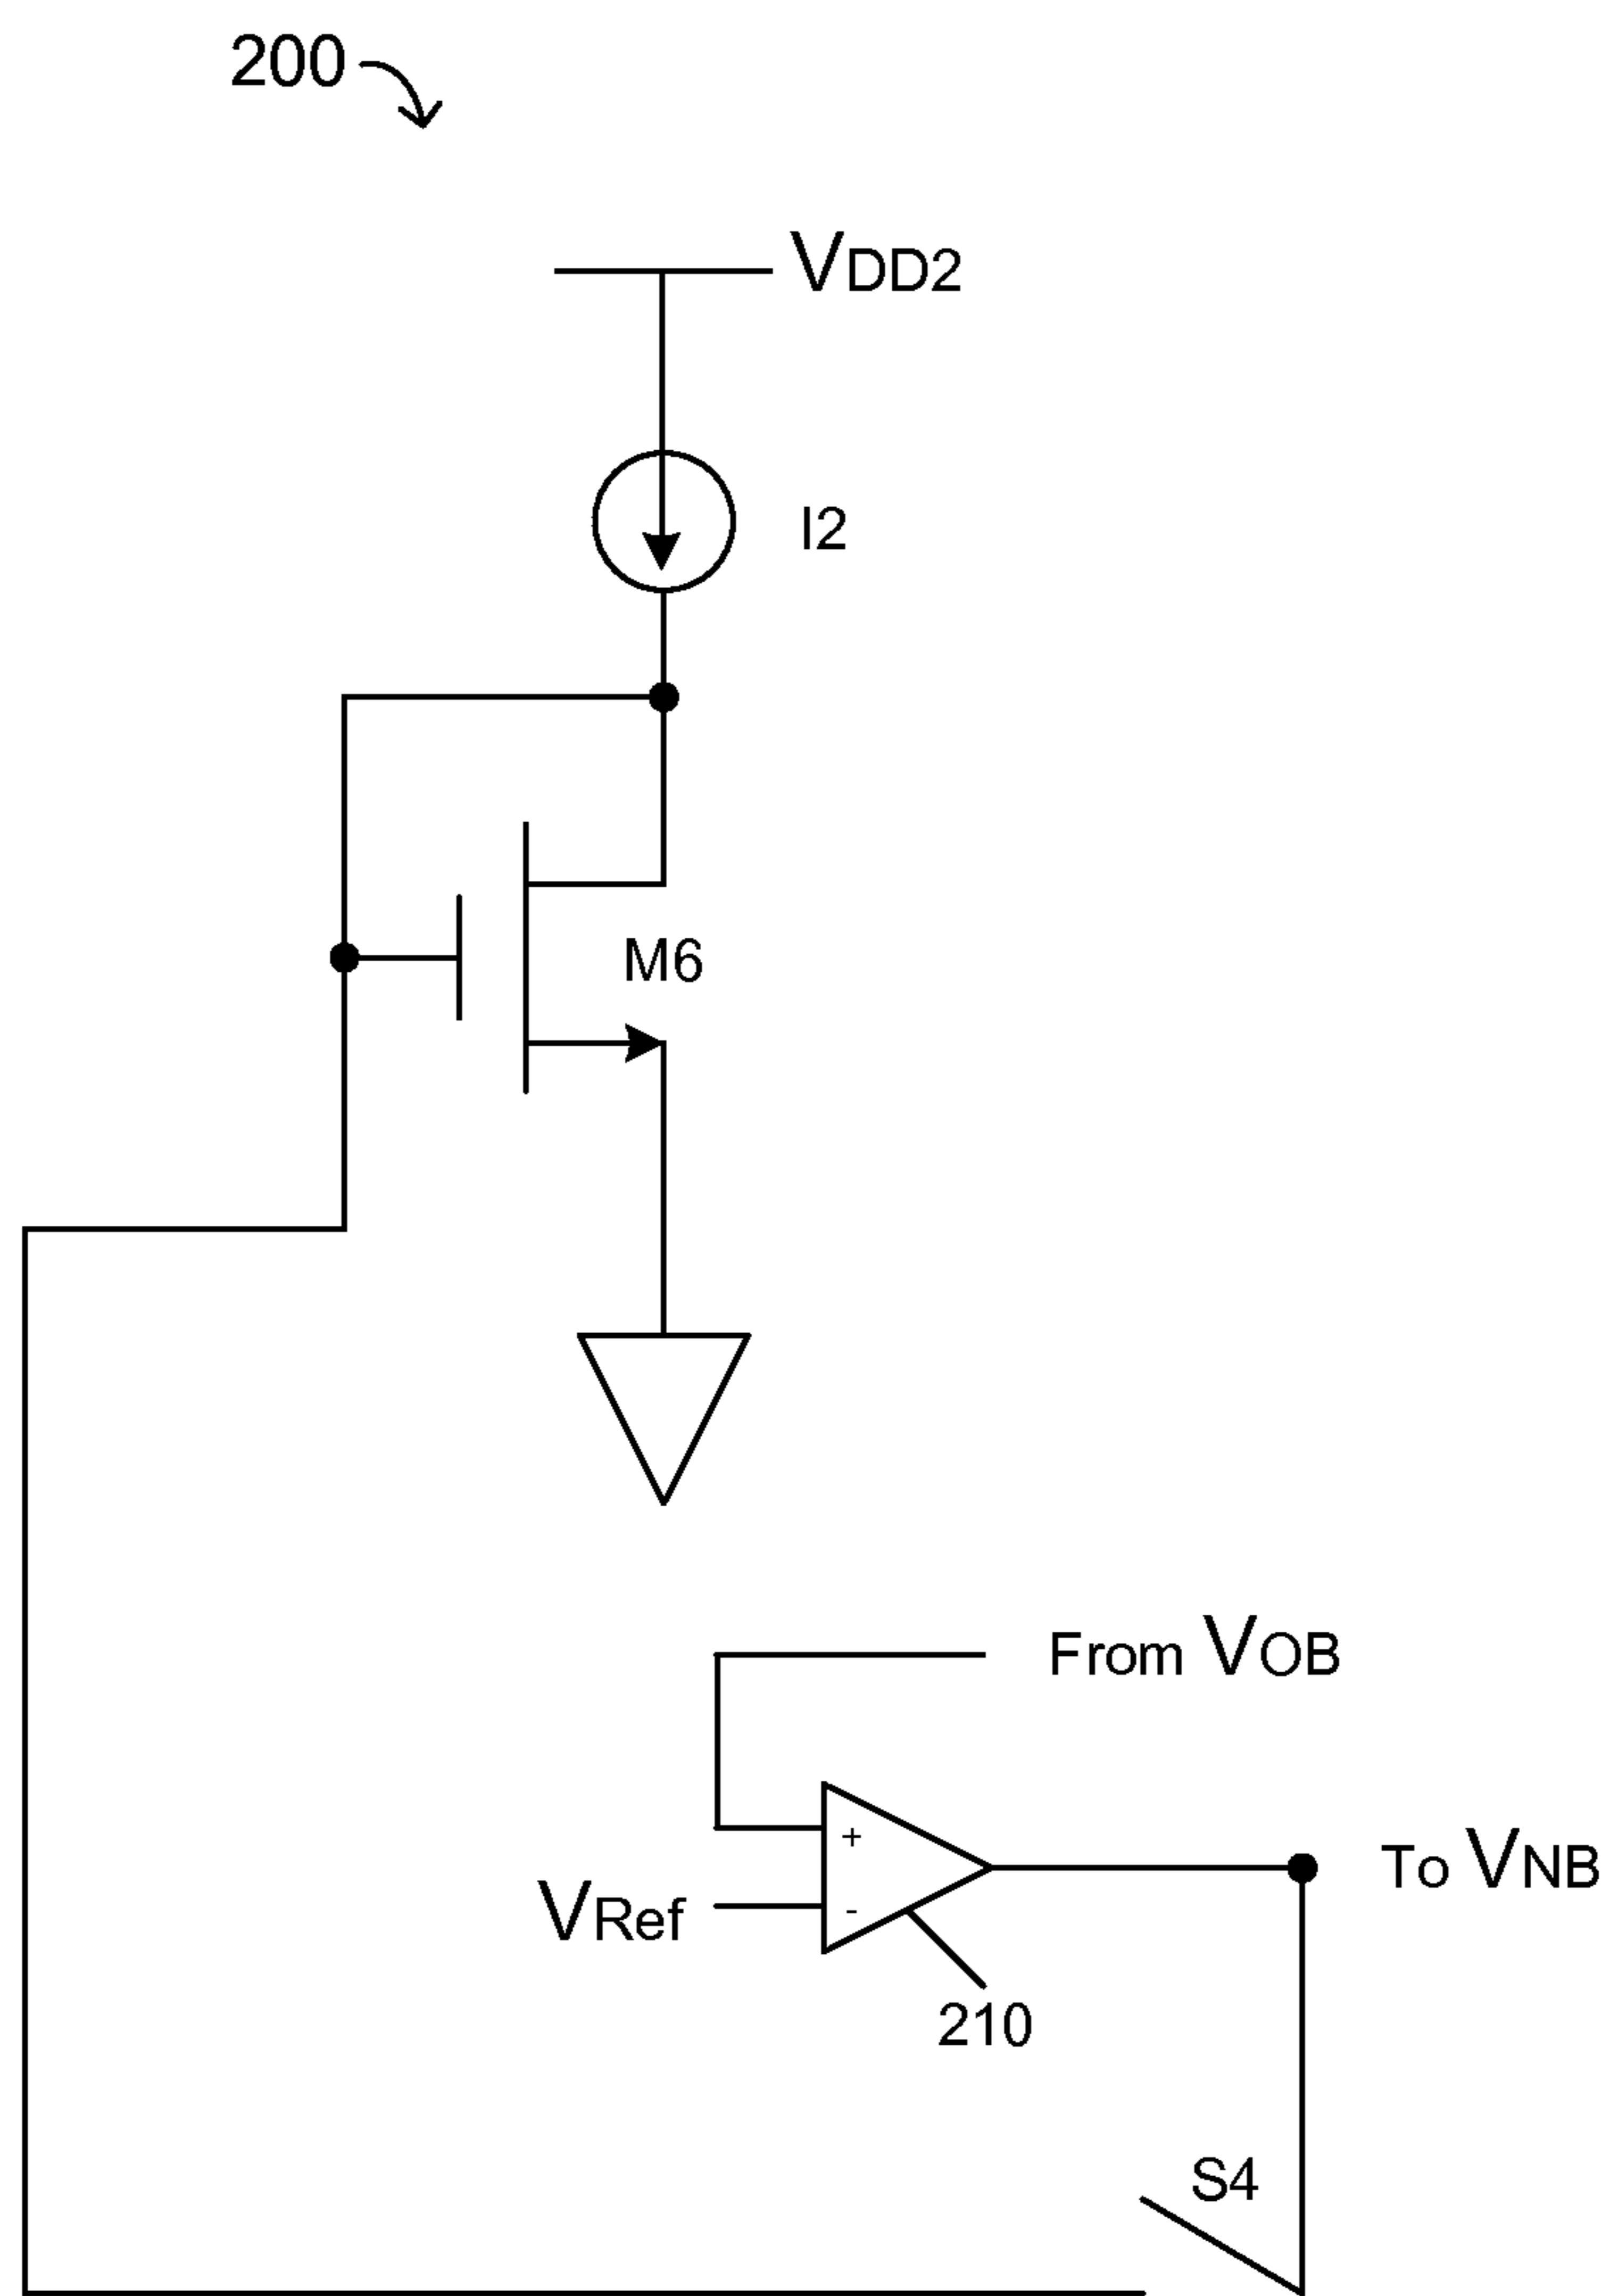 200
VDD2
I2
M6
From VOB
+
To VNB
VRef
-
210
S4